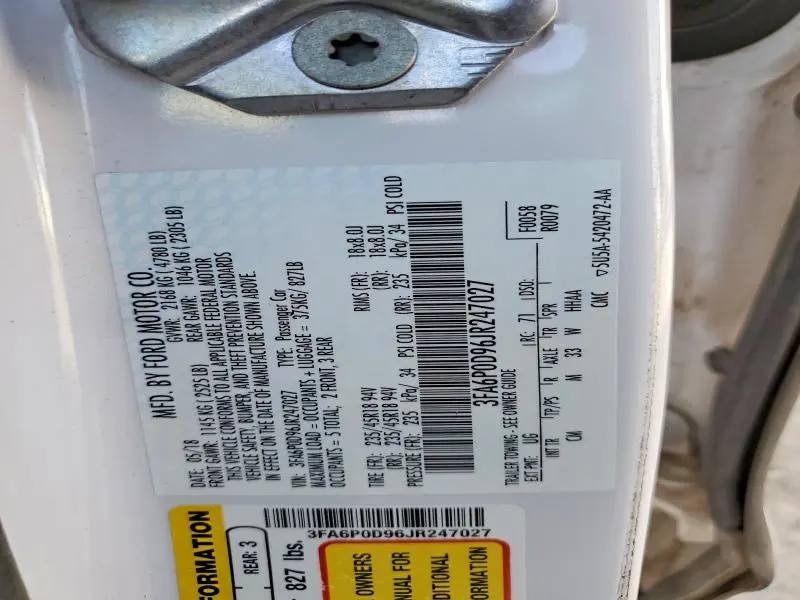 MFD. BY FORD MOTOR CO.
DATE: 05/18 GVWR: 2168 KG (4780 LB)
FRONT GAWR: 1145 KG (2525 LB) REAR GAWR: 1046 KG (2305 LB)
THIS VEHICLE CONFORMS TO ALL APPLICABLE FEDERAL MOTOR
VEHICLE SAFETY, BUMPER, AND THEFT PREVENTION STANDARDS
IN EFFECT ON THE DATE OF MANUFACTURE SHOWN ABOVE.
VIN: 3FA6P0D96JR247027 TYPE: Passenger Car
MAXIMUM LOAD = OCCUPANTS + LUGGAGE = 375KG/ 827LB
OCCUPANTS = 5 TOTAL; 2 FRONT, 3 REAR
TIRE (FR): 235/45R18 94V RIMS (FR): 18x8.0J
(RR): 235/45R18 94V (RR): 18x8.0J
PRESSURE (FR): 235 kPa/ 34 PSI COLD (RR): 235 kPa/ 34 PSI COLD
3FA6P0D96JR247027
TRAILER TOWING - SEE OWNER GUIDE F0058
EXT PNT: UG RC: 71 DSO: R0079
INT TR TP/PS R AXLE TR SPR
CM M 33 W HHAA
CMC ▽5U5A-5420472-AA
3FA6P0D96JR247027
FORMATION
REAR: 3
827 lbs.
OWNERS
NUAL FOR
DITIONAL
ORMATION